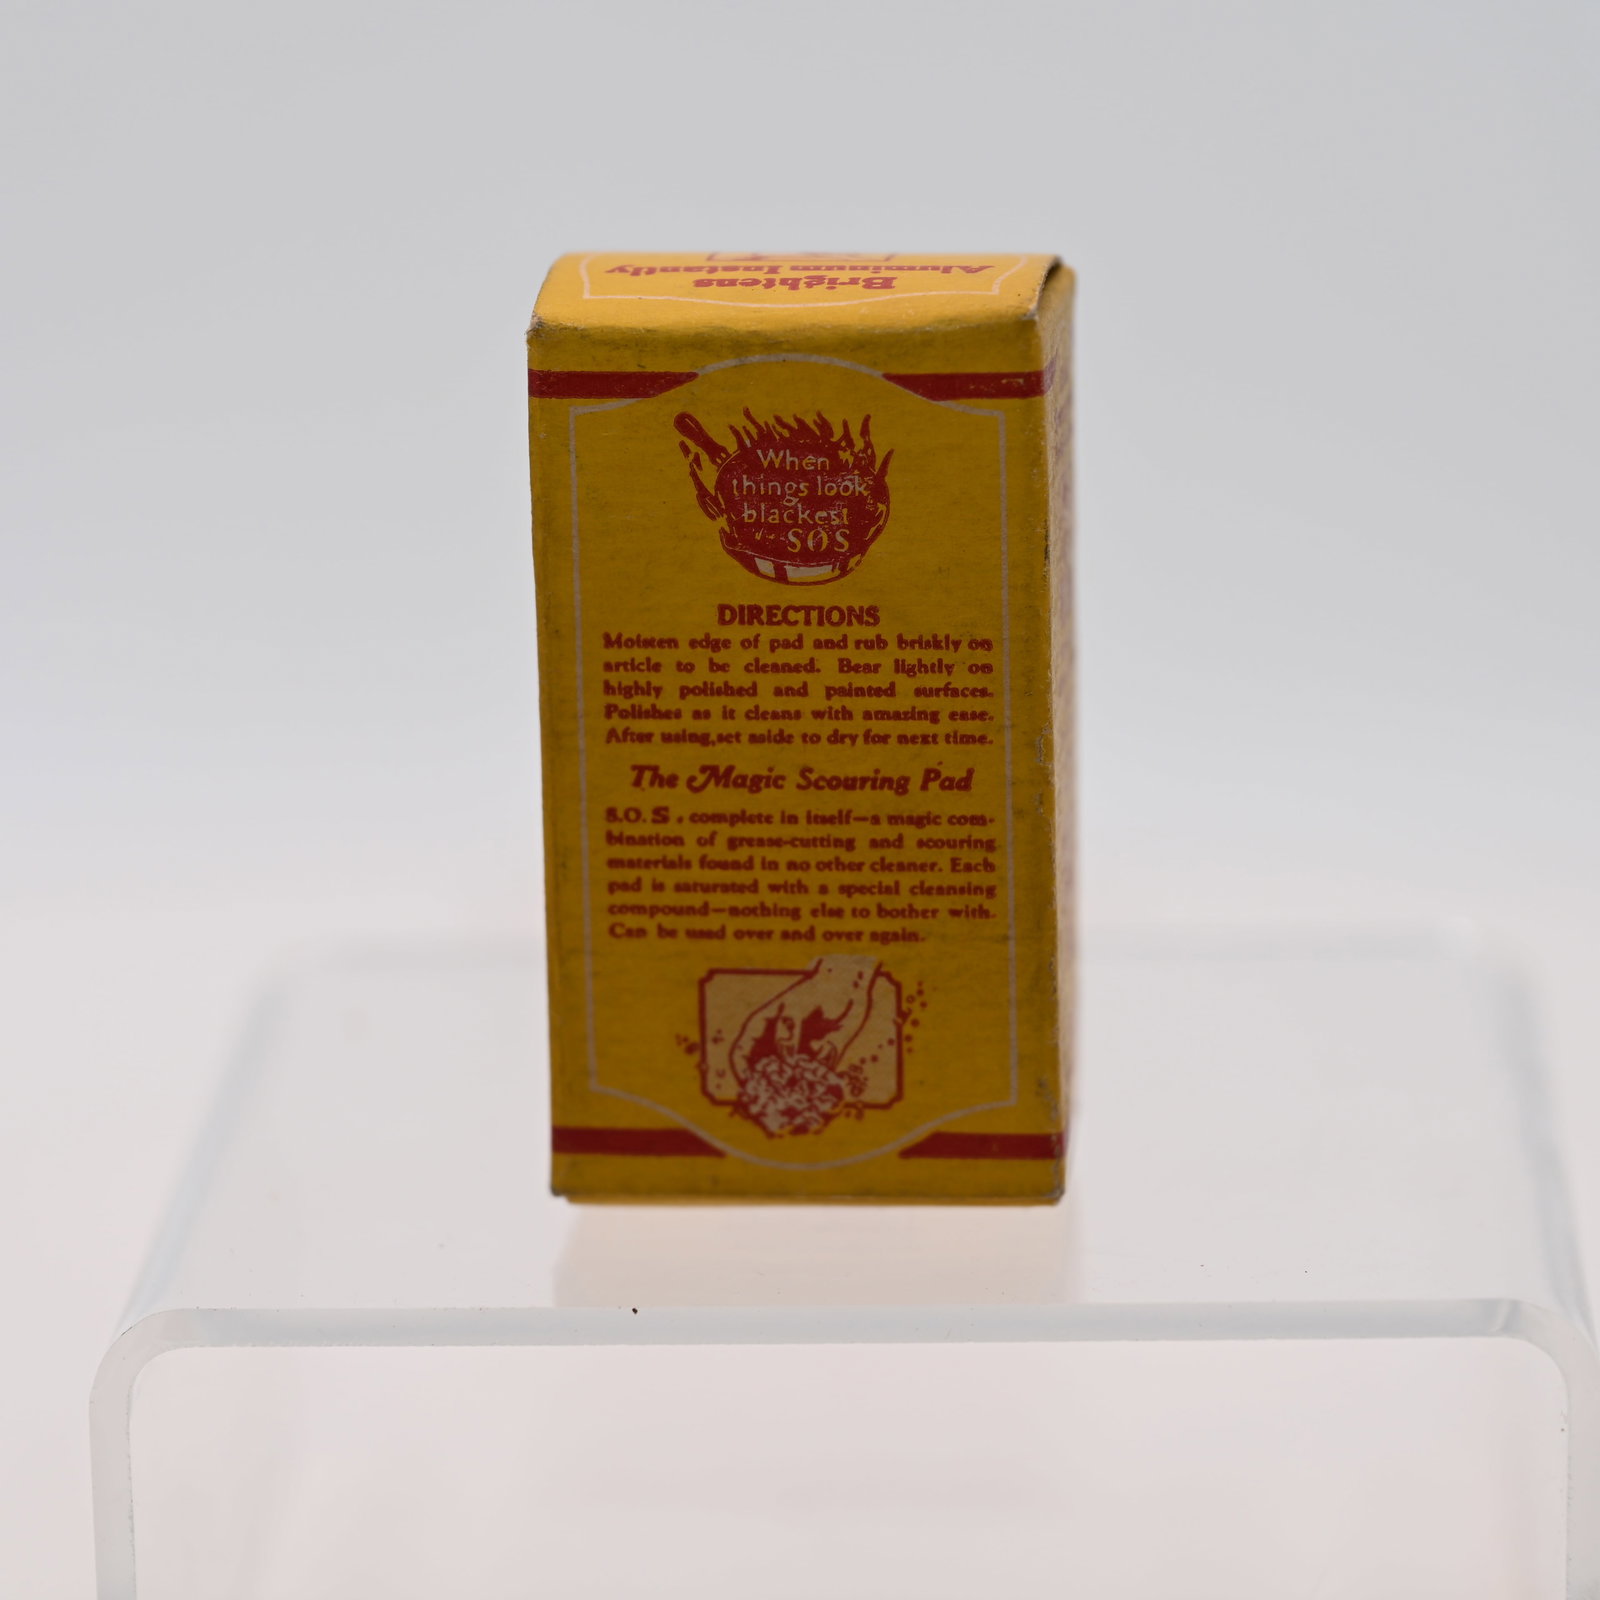 Brightens
Aluminum Instantly
When
things look
blackest
SOS
DIRECTIONS
Moisten edge of pad and rub briskly on
article to be cleaned. Bear lightly on
highly polished and painted surfaces.
Polishes as it cleans with amazing ease.
After using, set aside to dry for next time.
The Magic Scouring Pad
S.O.S. complete in itself—a magic com-
bination of grease-cutting and scouring
materials found in no other cleaner. Each
pad is saturated with a special cleansing
compound—nothing else to bother with.
Can be used over and over again.